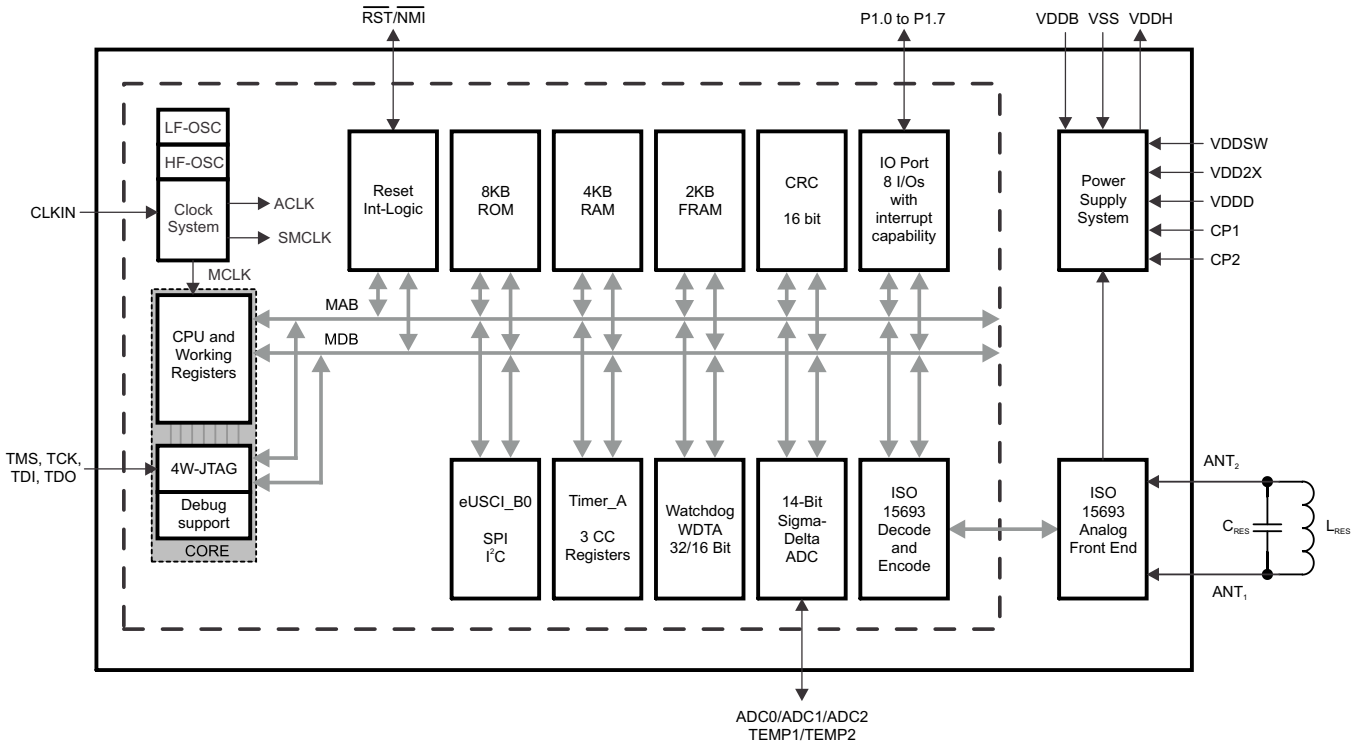 RST/NMI
P1.0 to P1.7
VDDB VSS VDDH
LF-OSC
HF-OSC
Clock
System
CLKIN
ACLK
SMCLK
MCLK
Reset
Int-Logic
8KB
ROM
4KB
RAM
2KB
FRAM
CRC
16 bit
IO Port
8 I/Os
with
interrupt
capability
Power
Supply
System
VDDSW
VDD2X
VDDD
CP1
CP2
MAB
MDB
CPU and
Working
Registers
TMS, TCK,
TDI, TDO
4W-JTAG
Debug
support
CORE
eUSCI_B0
SPI
I²C
Timer_A
3 CC
Registers
Watchdog
WDTA
32/16 Bit
14-Bit
Sigma-
Delta
ADC
ISO
15693
Decode
and
Encode
ISO
15693
Analog
Front End
ANT₂
CRES
LRES
ANT₁
ADC0/ADC1/ADC2
TEMP1/TEMP2